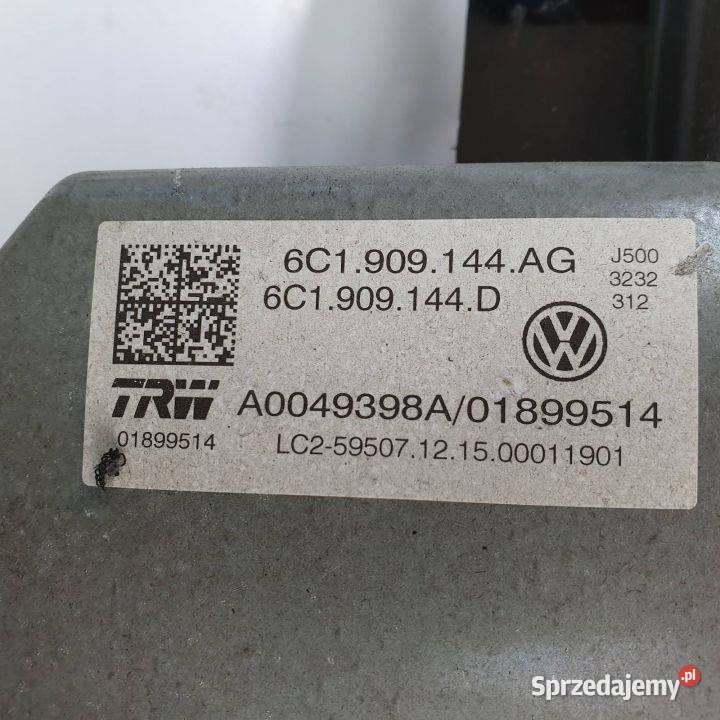 6C1.909.144.AG
6C1.909.144.D
J500
3232
312
TRW
A0049398A/01899514
01899514
LC2-59507.12.15.00011901
Sprzedajemy.pl